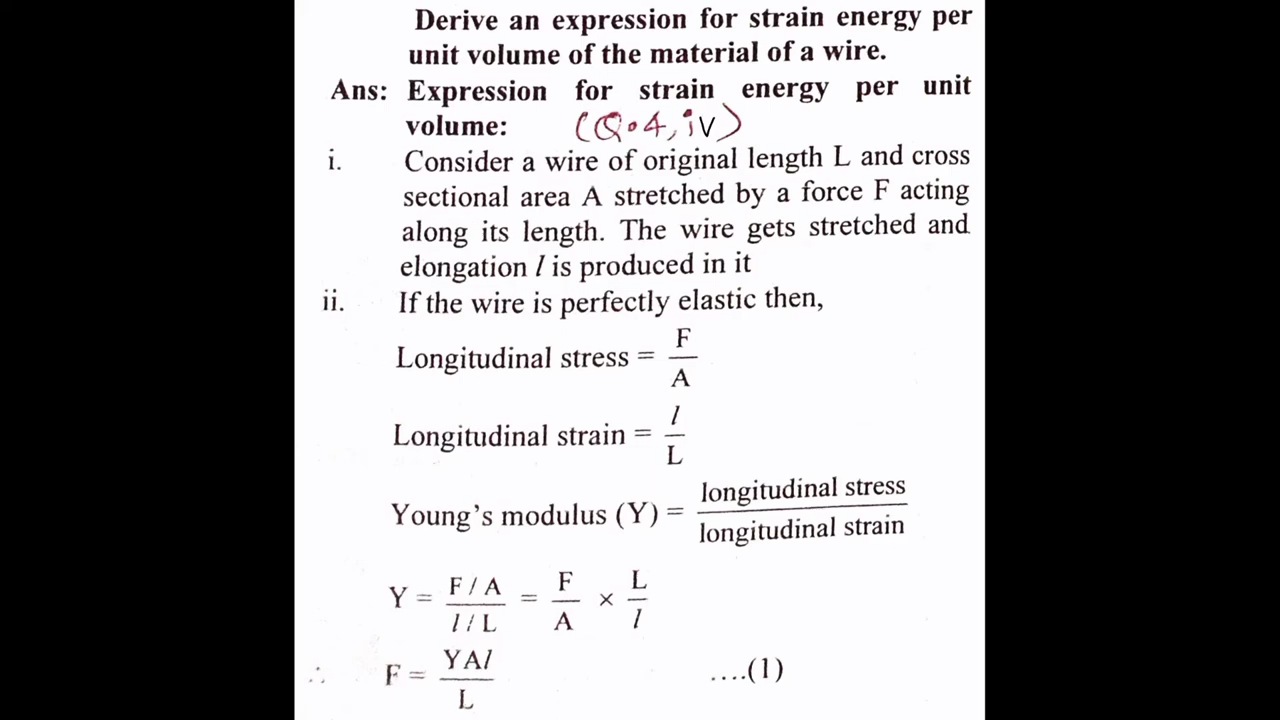 Derive an expression for strain energy per
unit volume of the material of a wire.
Ans: Expression for strain energy per unit
volume: (Q.4, iv)
i. Consider a wire of original length L and cross
sectional area A stretched by a force F acting
along its length. The wire gets stretched and
elongation l is produced in it
ii. If the wire is perfectly elastic then,
Longitudinal stress = F/A
Longitudinal strain = l/L
Young's modulus (Y) = longitudinal stress/longitudinal strain
Y = (F / A)/(l / L) = F/A × L/l
∴ F = YAl/L ....(1)